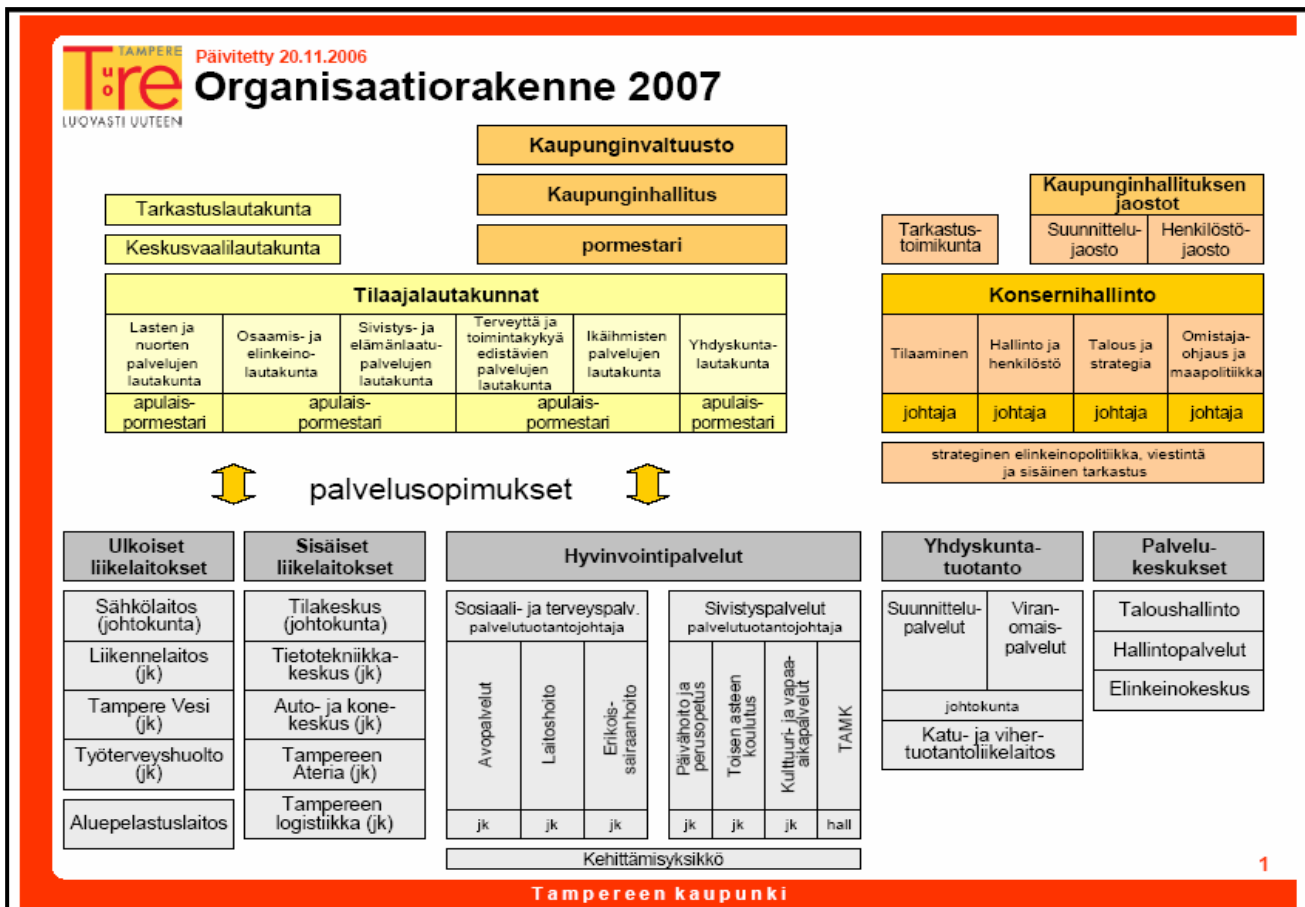 TAMPERE
T:re
uo
LUOVASTI UUTEEN
Päivitetty 20.11.2006
Organisaatiorakenne 2007
Kaupunginvaltuusto
Kaupunginhallitus
pormestari
Tarkastuslautakunta
Keskusvaalilautakunta
Tarkastus-
toimikunta
Kaupunginhallituksen
jaostot
Suunnittelu-
jaosto
Henkilöstö-
jaosto
Tilaajalautakunnat
Lasten ja
nuorten
palvelujen
lautakunta
Osaamis- ja
elinkeino-
lautakunta
Sivistys- ja
elämänlaatu-
palvelujen
lautakunta
Terveyttä ja
toimintakykyä
edistävien
palvelujen
lautakunta
Ikäihmisten
palvelujen
lautakunta
Yhdyskunta-
lautakunta
apulais-
pormestari
apulais-
pormestari
apulais-
pormestari
apulais-
pormestari
Konsernihallinto
Tilaaminen
Hallinto ja
henkilöstö
Talous ja
strategia
Omistaja-
ohjaus ja
maapolitiikka
johtaja
johtaja
johtaja
johtaja
strateginen elinkeinopolitiikka, viestintä
ja sisäinen tarkastus
palvelusopimukset
Ulkoiset
liikelaitokset
Sähkölaitos
(johtokunta)
Liikennelaitos
(jk)
Tampere Vesi
(jk)
Työterveyshuolto
(jk)
Aluepelastuslaitos
Sisäiset
liikelaitokset
Tilakeskus
(johtokunta)
Tietotekniikka-
keskus (jk)
Auto- ja kone-
keskus (jk)
Tampereen
Ateria (jk)
Tampereen
logistiikka (jk)
Hyvinvointipalvelut
Sosiaali- ja terveyspalv.
palvelutuotantojohtaja
Avopalvelut
Laitoshoito
Erikois-
sairaanhoito
jk
jk
jk
Sivistyspalvelut
palvelutuotantojohtaja
Päivähoito ja
perusopetus
Toisen asteen
koulutus
Kulttuuri- ja vapaa-
aikapalvelut
TAMK
jk
jk
jk
hall
Kehittämisyksikkö
Yhdyskunta-
tuotanto
Suunnittelu-
palvelut
Viran-
omais-
palvelut
johtokunta
Katu- ja viher-
tuotantoliikelaitos
Palvelu-
keskukset
Taloushallinto
Hallintopalvelut
Elinkeinokeskus
1
Tampereen kaupunki